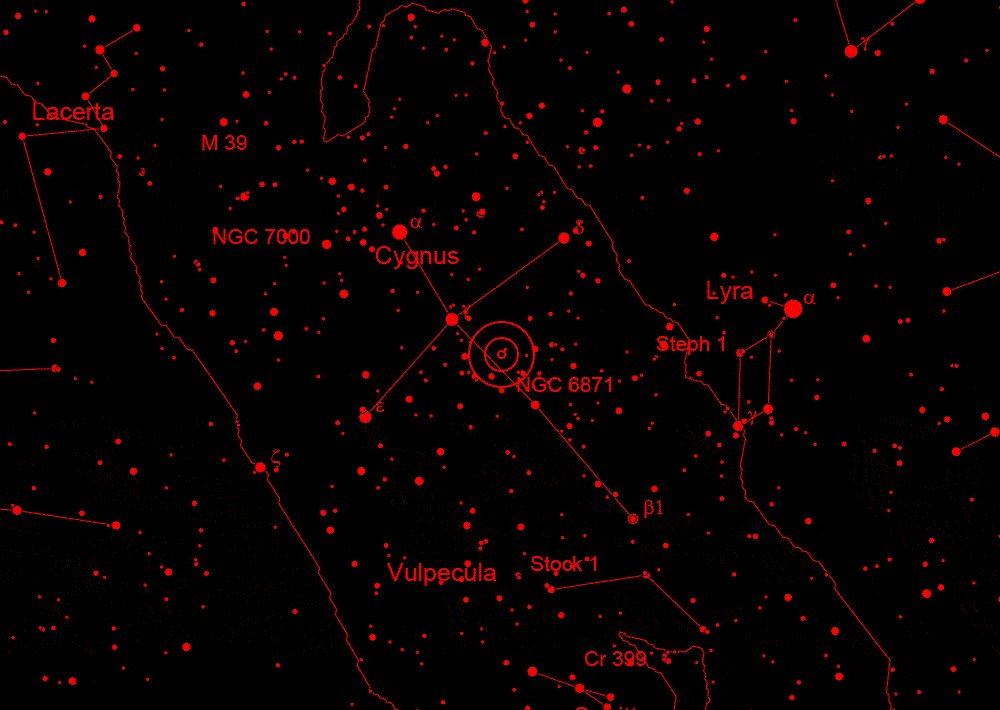 γ
Lacerta
M 39
α
δ
NGC 7000
Cygnus
Lyra
α
γ
Steph 1
NGC 6871
ε
γ
ζ
β1
Stock 1
Vulpecula
Cr 399